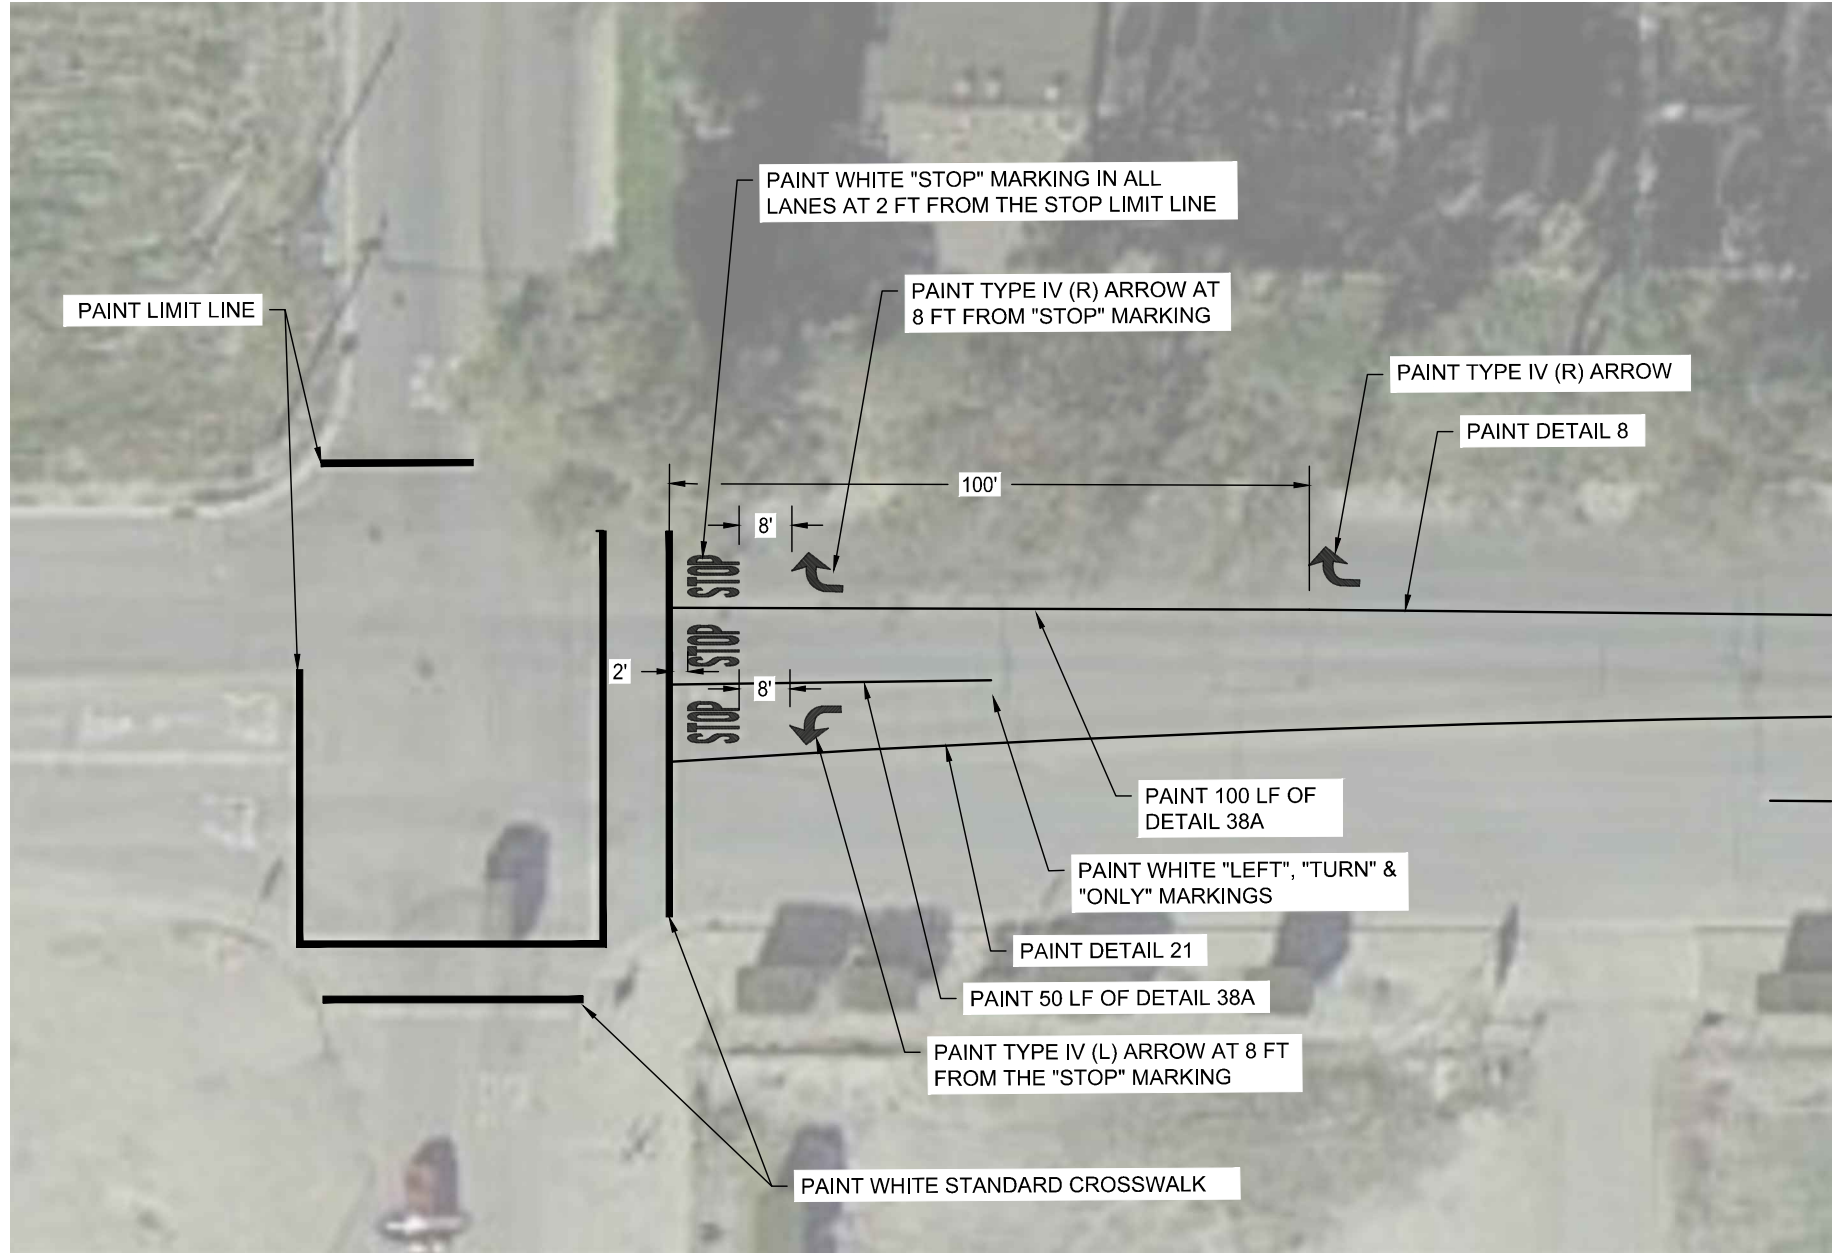 PAINT WHITE "STOP" MARKING IN ALL
LANES AT 2 FT FROM THE STOP LIMIT LINE
PAINT LIMIT LINE
PAINT TYPE IV (R) ARROW AT
8 FT FROM "STOP" MARKING
PAINT TYPE IV (R) ARROW
PAINT DETAIL 8
100'
8'
STOP
STOP
2'
8'
STOP
PAINT 100 LF OF
DETAIL 38A
PAINT WHITE "LEFT", "TURN" &
"ONLY" MARKINGS
PAINT DETAIL 21
PAINT 50 LF OF DETAIL 38A
PAINT TYPE IV (L) ARROW AT 8 FT
FROM THE "STOP" MARKING
PAINT WHITE STANDARD CROSSWALK